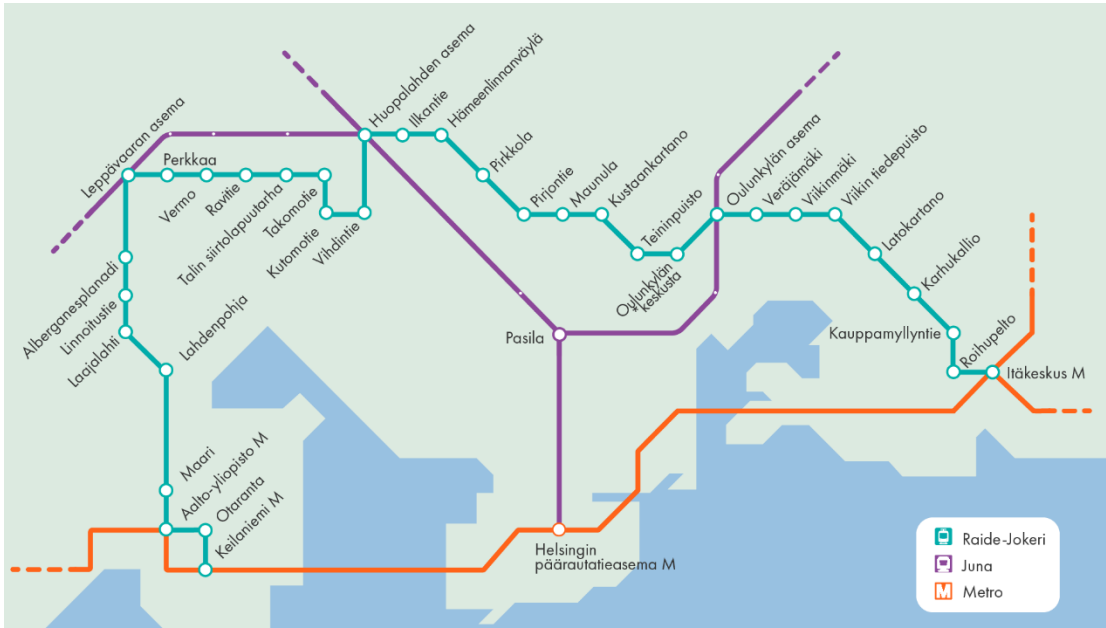 Leppävaaran asema
Perkkaa
Vermo
Ravitie
Talin siirtolapuutarha
Takomotie
Kutomotie
Vihdintie
Huopalahden asema
Ilkantie
Hämeenlinnanväylä
Pirkkola
Pirjontie
Maunula
Kustaankartano
Teininpuisto
Oulunkylän
* keskusta
Oulunkylän asema
Veräjämäki
Viikinmäki
Viikin tiedepuisto
Latokartano
Karhukallio
Kauppamyllyntie
Roihupelto
Itäkeskus M
Alberganesplanadi
Linnoitustie
Laajalahti
Lahdenpohja
Maari
Aalto-yliopisto M
Otaranta
Keilaniemi M
Pasila
Helsingin
päärautatieasema M
Raide-Jokeri
Juna
M Metro